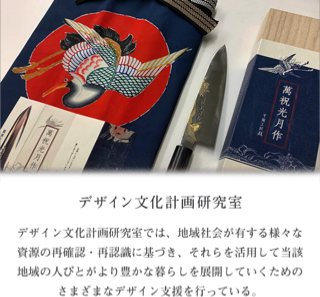 萬祝光月作
萬祝光月作
デザイン文化計画研究室
デザイン文化計画研究室では、地域社会が有する様々な
資源の再確認・再認識に基づき、それらを活用して当該
地域の人びとがより豊かな暮らしを展開していくための
さまざまなデザイン支援を行っている。